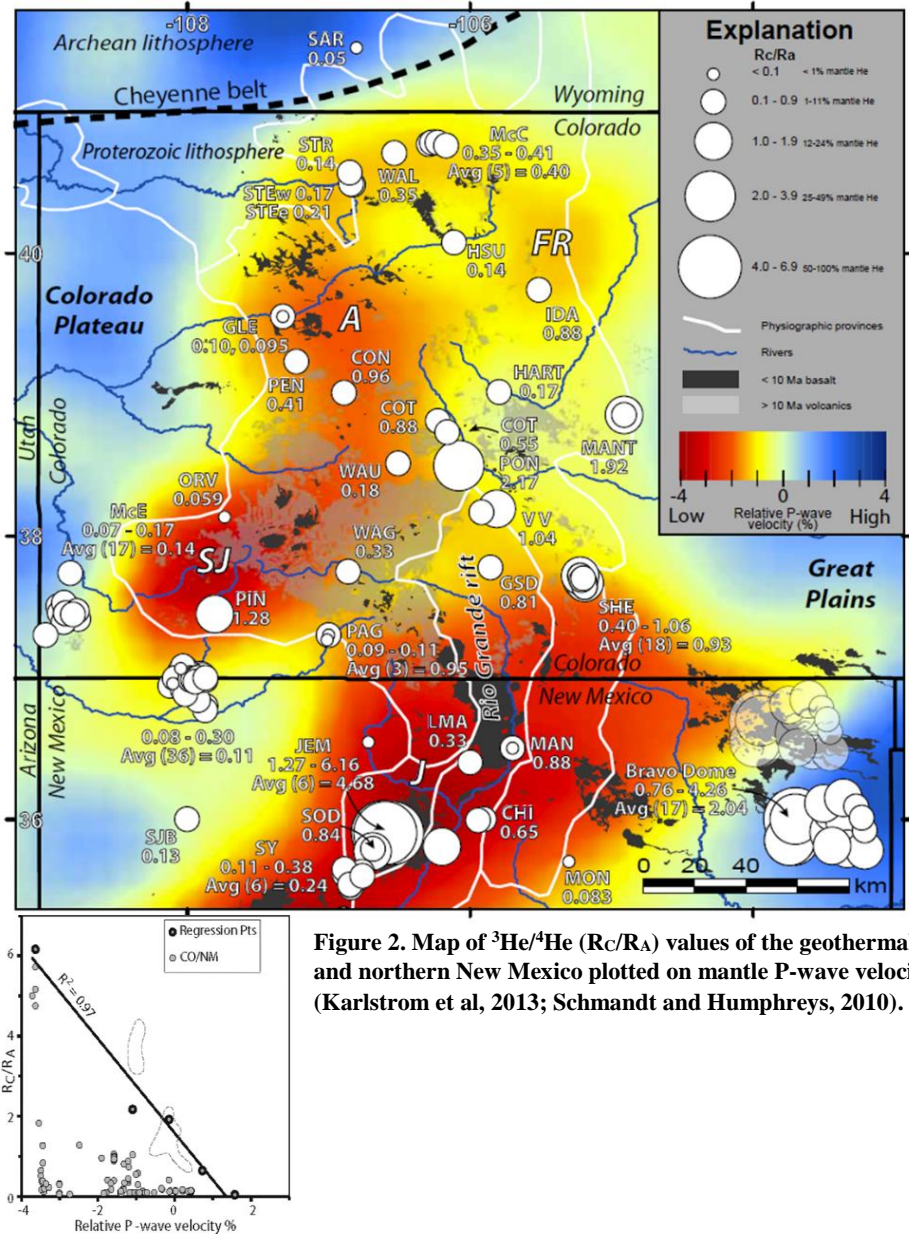 -108
-106
Archean lithosphere
SAR
0.05
Cheyenne belt
Wyoming
Colorado
Proterozoic lithosphere
STR
0.14
WAL
0.35
McC
0.35 - 0.41
Avg (5) = 0.40
STEw 0.17
STEe 0.21
40
HSU
0.14
FR
Colorado
Plateau
A
IDA
0.88
GLE
0.10, 0.095
CON
0.96
PEN
0.41
HART
0.17
COT
0.88
COT
0.55
MANT
1.92
Utah
Colorado
PON
2.17
WAU
0.18
ORV
0.059
McE
0.07 - 0.17
Avg (17) = 0.14
VV
1.04
38
WAG
0.33
SJ
GSD
0.81
Great
Plains
PIN
1.28
SHE
0.40 - 1.06
Avg (18) = 0.93
PAG
0.09 - 0.11
Avg (3) = 0.95
Rio Grande rift
Colorado
New Mexico
Arizona
New Mexico
0.08 - 0.30
Avg (36) = 0.11
LMA
0.33
JEM
1.27 - 6.16
Avg (6) = 4.68
MAN
0.88
J
Bravo Dome
0.76 - 4.26
Avg (17) = 2.04
36
SOD
0.84
CHI
0.65
SJB
0.13
SY
0.11 - 0.38
Avg (6) = 0.24
MON
0.083
0 20 40 60
km
Explanation
Rc/Ra
< 0.1 < 1% mantle He
0.1 - 0.9 1-11% mantle He
1.0 - 1.9 12-24% mantle He
2.0 - 3.9 25-49% mantle He
4.0 - 6.9 50-100% mantle He
Physiographic provinces
Rivers
< 10 Ma basalt
> 10 Ma volcanics
-4 0 4
Low Relative P-wave High
velocity (%)
Regression Pts
CO/NM
R² = 0.97
RC/RA
6
4
2
0
-4 -2 0 2
Relative P -wave velocity %
Figure 2. Map of ³He/⁴He (RC/RA) values of the geothermal
and northern New Mexico plotted on mantle P-wave veloci
(Karlstrom et al, 2013; Schmandt and Humphreys, 2010).